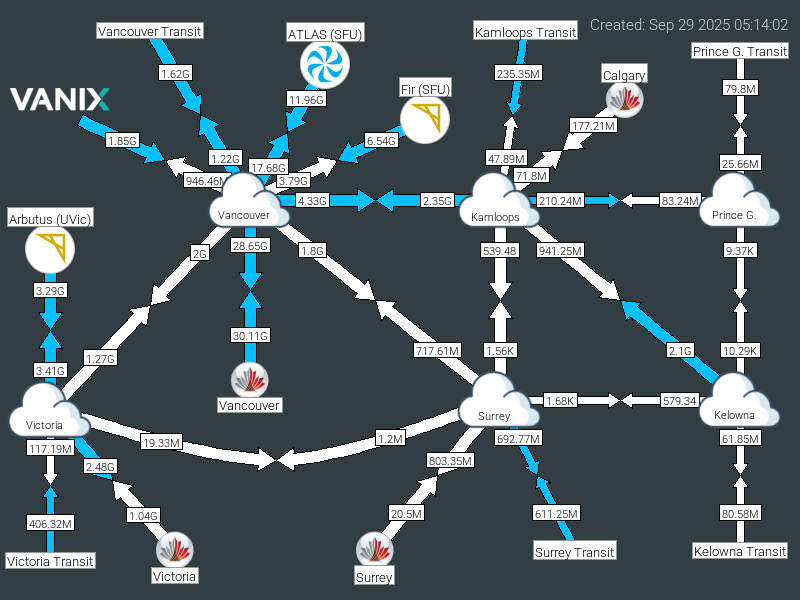 Created: Sep 29 2025 05:14:02
Vancouver Transit
ATLAS (SFU)
Kamloops Transit
Prince G. Transit
1.62G
235.35M
Calgary
79.8M
VANIX
11.96G
Fir (SFU)
177.21M
1.85G
6.54G
1.22G
47.89M
25.66M
946.46M
17.68G
3.79G
71.8M
Vancouver
4.33G
2.35G
Kamloops
210.24M
83.24M
Prince G.
Arbutus (UVic)
2G
28.65G
1.8G
539.48
941.25M
9.37K
3.29G
30.11G
1.27G
717.61M
1.56K
2.1G
10.29K
3.41G
Vancouver
Victoria
Surrey
1.68K
579.34
Kelowna
117.19M
19.33M
1.2M
692.77M
61.85M
2.48G
803.35M
406.32M
1.04G
20.5M
611.25M
80.58M
Victoria Transit
Victoria
Surrey
Surrey Transit
Kelowna Transit